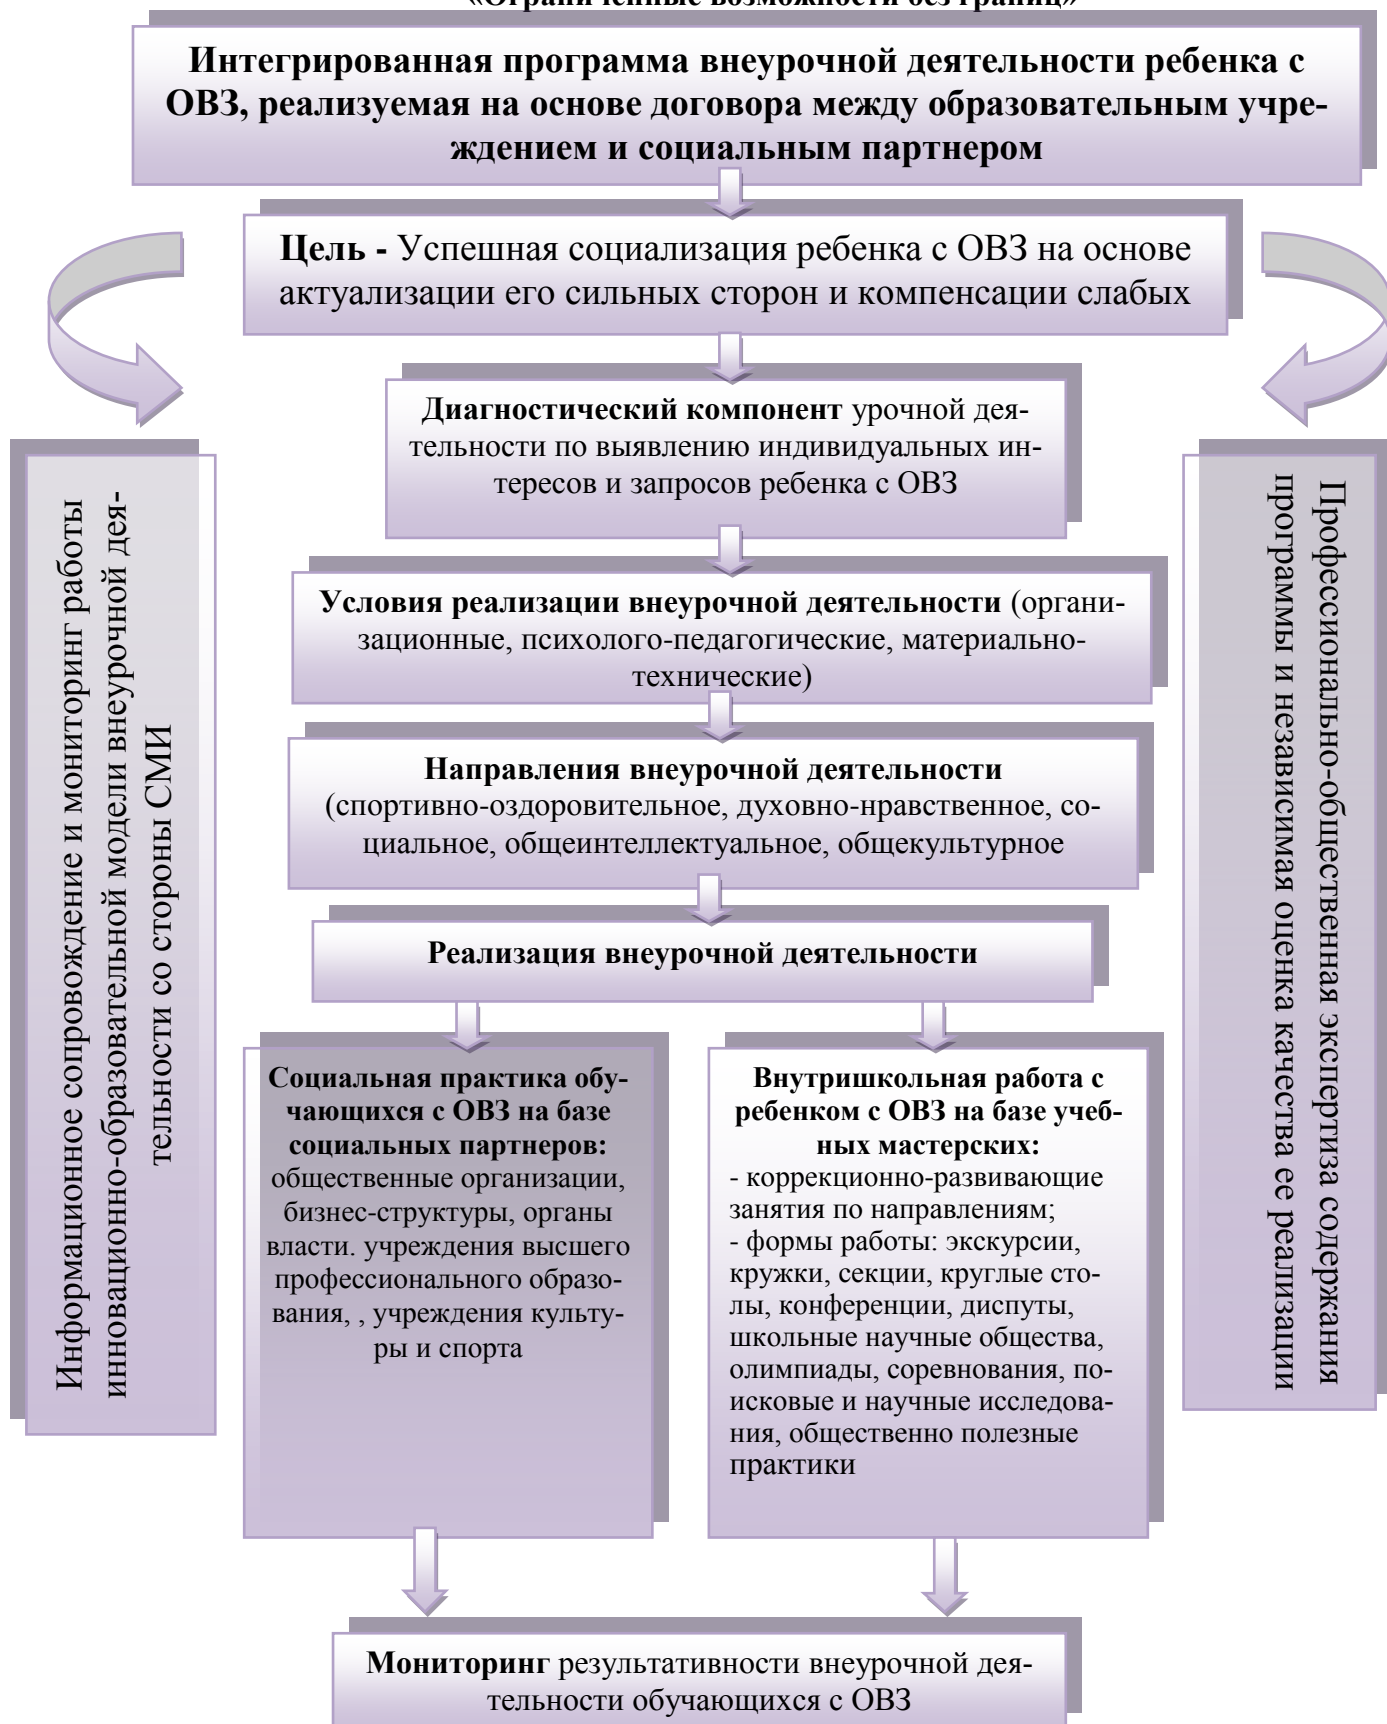 «Ограниченные возможности без границ»
Интегрированная программа внеурочной деятельности ребенка с
ОВЗ, реализуемая на основе договора между образовательным учре-
ждением и социальным партнером
Цель - Успешная социализация ребенка с ОВЗ на основе
актуализации его сильных сторон и компенсации слабых
Диагностический компонент урочной дея-
тельности по выявлению индивидуальных ин-
тересов и запросов ребенка с ОВЗ
Информационное сопровождение и мониторинг работы
инновационно-образовательной модели внеурочной дея-
тельности со стороны СМИ
Профессионально-общественная экспертиза содержания
программы и независимая оценка качества ее реализации
Условия реализации внеурочной деятельности (органи-
зационные, психолого-педагогические, материально-
технические)
Направления внеурочной деятельности
(спортивно-оздоровительное, духовно-нравственное, со-
циальное, общеинтеллектуальное, общекультурное
Реализация внеурочной деятельности
Социальная практика обу-
чающихся с ОВЗ на базе
социальных партнеров:
общественные организации,
бизнес-структуры, органы
власти. учреждения высшего
профессионального образо-
вания, , учреждения культу-
ры и спорта
Внутришкольная работа с
ребенком с ОВЗ на базе учеб-
ных мастерских:
- коррекционно-развивающие
занятия по направлениям;
- формы работы: экскурсии,
кружки, секции, круглые сто-
лы, конференции, диспуты,
школьные научные общества,
олимпиады, соревнования, по-
исковые и научные исследова-
ния, общественно полезные
практики
Мониторинг результативности внеурочной дея-
тельности обучающихся с ОВЗ